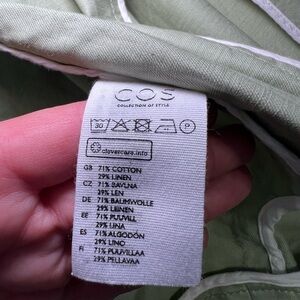 COS
COLLECTION OF STYLE
30 P
clevercare.info
GB 71% COTTON
29% LINEN
CZ 71% BAVLNA
29% LEN
DE 71% BAUMWOLLE
29% LEINEN
EE 71% PUUVILL
29% LINA
ES 71% ALGODÓN
29% LINO
FI 71% PUUVILLAA
29% PELLAVAA